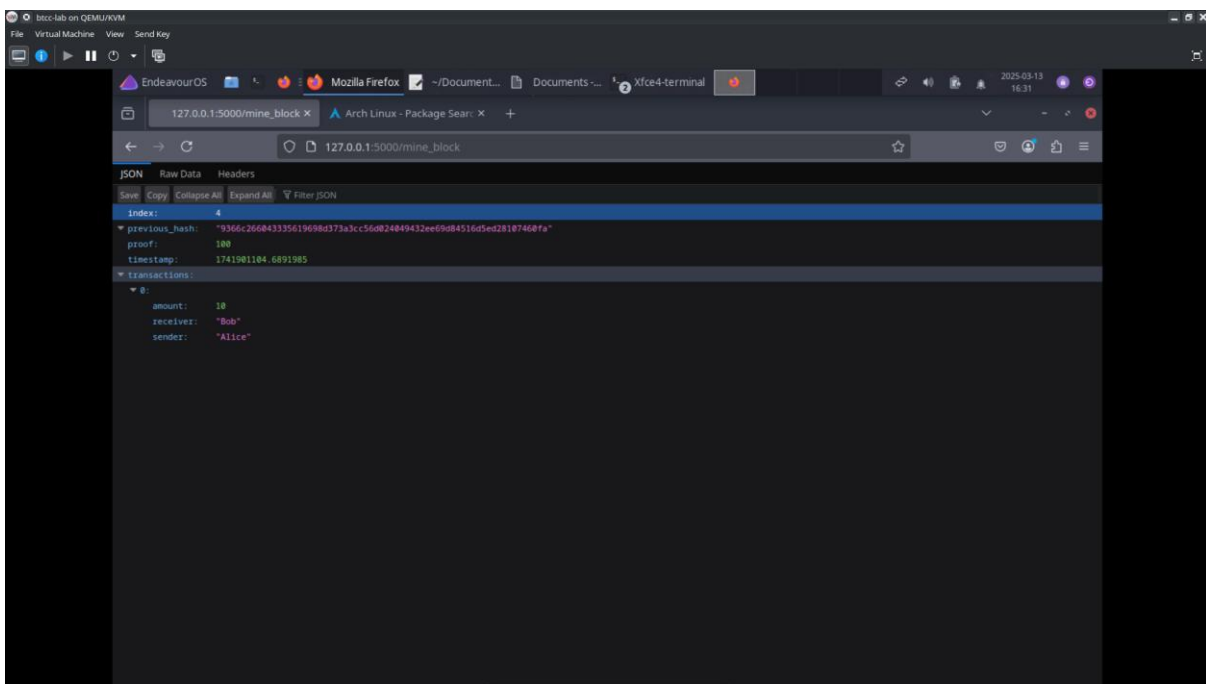 btcc-lab on QEMU/KVM
File Virtual Machine View Send Key
EndeavourOS Mozilla Firefox ~/Document... Documents -... 2 Xfce4-terminal 2025-03-13
16:31
127.0.0.1:5000/mine_block × Arch Linux - Package Searc × +
127.0.0.1:5000/mine_block
JSON Raw Data Headers
Save Copy Collapse All Expand All Filter JSON
index: 4
previous_hash: "9366c266043335619698d373a3cc56d024049432ee69d84516d5ed28107460fa"
proof: 100
timestamp: 1741901104.6891985
transactions:
0:
amount: 10
receiver: "Bob"
sender: "Alice"